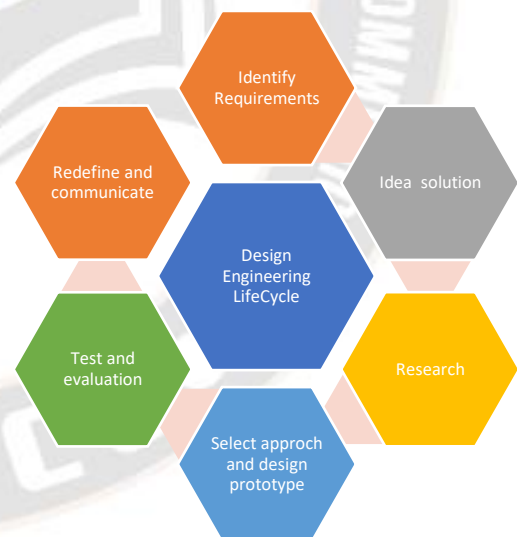 Identify
Requirements
Idea  solution
Research
Select approch
and design
prototype
Test and
evaluation
Redefine and
communicate
Design
Engineering
LifeCycle